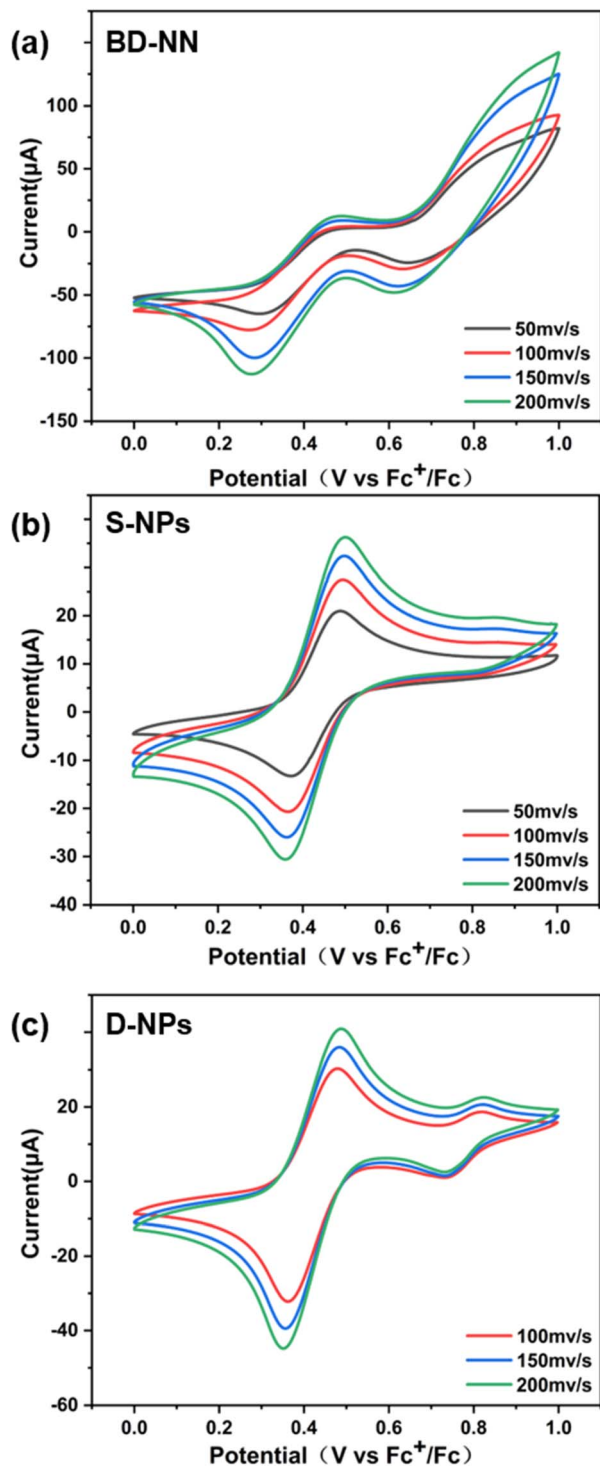 (a) BD-NN
Current(μA)
100
50
0
-50
-100
-150
50mv/s
100mv/s
150mv/s
200mv/s
0.0 0.2 0.4 0.6 0.8 1.0
Potential（V vs Fc+/Fc）
(b) S-NPs
Current(μA)
20
10
0
-10
-20
-30
-40
50mv/s
100mv/s
150mv/s
200mv/s
0.0 0.2 0.4 0.6 0.8 1.0
Potential（V vs Fc+/Fc）
(c) D-NPs
Current(μA)
20
0
-20
-40
-60
100mv/s
150mv/s
200mv/s
0.0 0.2 0.4 0.6 0.8 1.0
Potential（V vs Fc+/Fc）